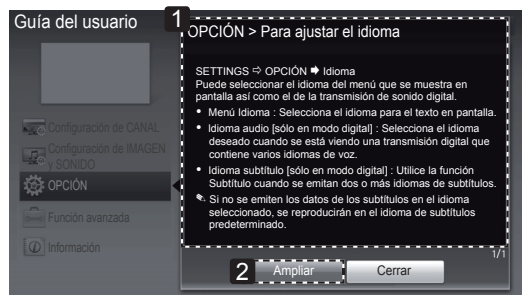 Guía del usuario
1
OPCIÓN > Para ajustar el idioma
SETTINGS ⇨ OPCIÓN ➡ Idioma
Puede seleccionar el idioma del menú que se muestra en
pantalla así como el de la transmisión de sonido digital.
• Menú Idioma : Selecciona el idioma para el texto en pantalla.
• Idioma audio [sólo en modo digital] : Selecciona el idioma
deseado cuando se está viendo una transmisión digital que
contiene varios idiomas de voz.
• Idioma subtítulo [sólo en modo digital] : Utilice la función
Subtítulo cuando se emitan dos o más idiomas de subtítulos.
Si no se emiten los datos de los subtítulos en el idioma
seleccionado, se reproducirán en el idioma de subtítulos
predeterminado.
Configuración de CANAL
Configuración de IMAGEN
y SONIDO
OPCIÓN
Función avanzada
Información
1/1
2
Ampliar
Cerrar